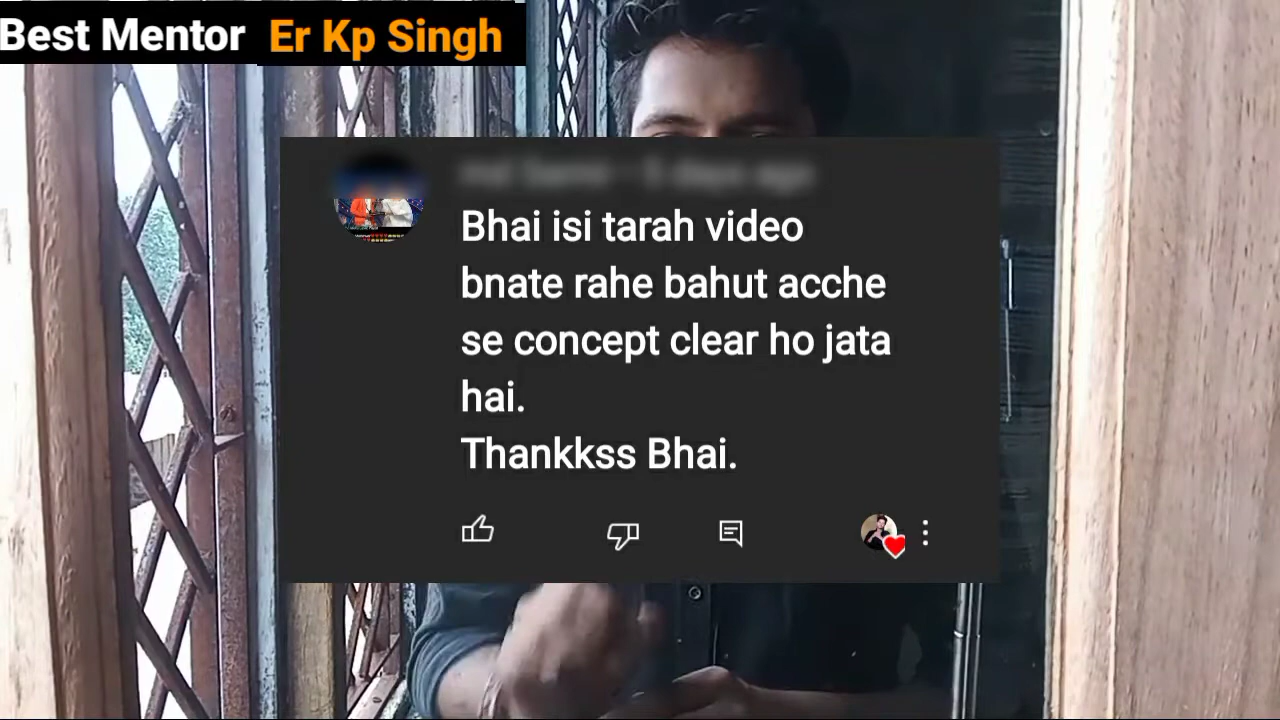 Best Mentor Er Kp Singh
Bhai isi tarah video
bnate rahe bahut acche
se concept clear ho jata
hai.
Thankkss Bhai.